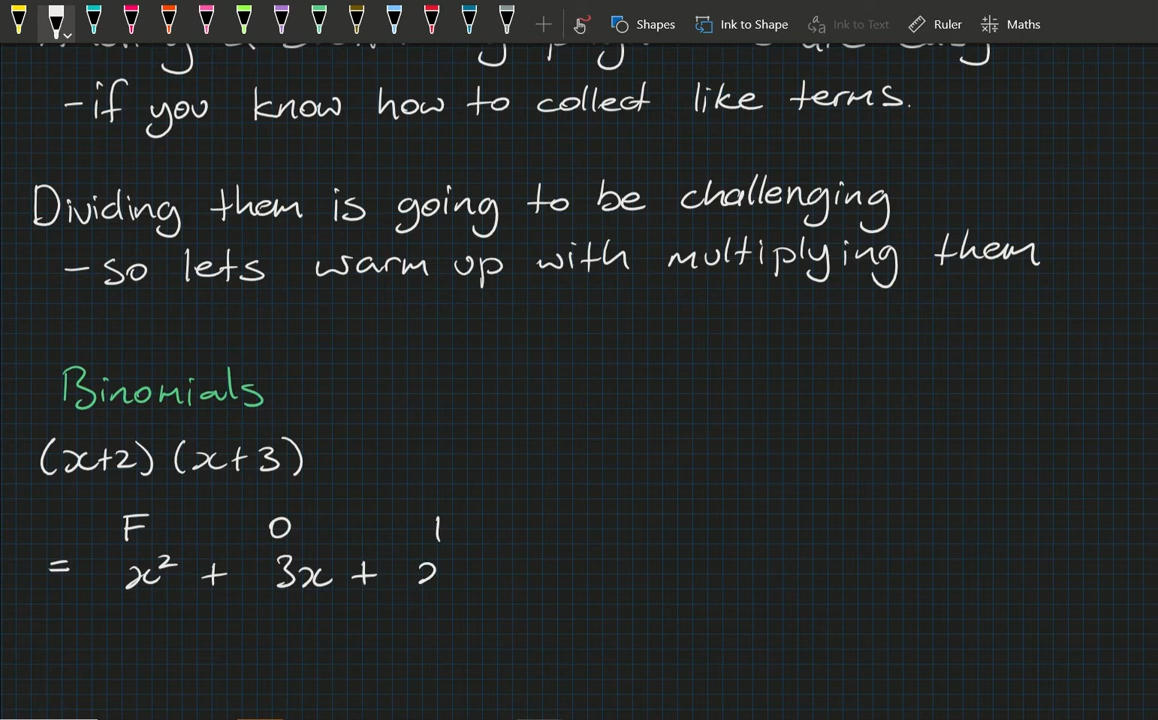 Shapes Ink to Shape Ink to Text Ruler Maths
-if you know how to collect like terms.
Dividing them is going to be challenging
-so lets warm up with multiplying them
Binomials
(x+2) (x+3)
F O I
= x² + 3x +